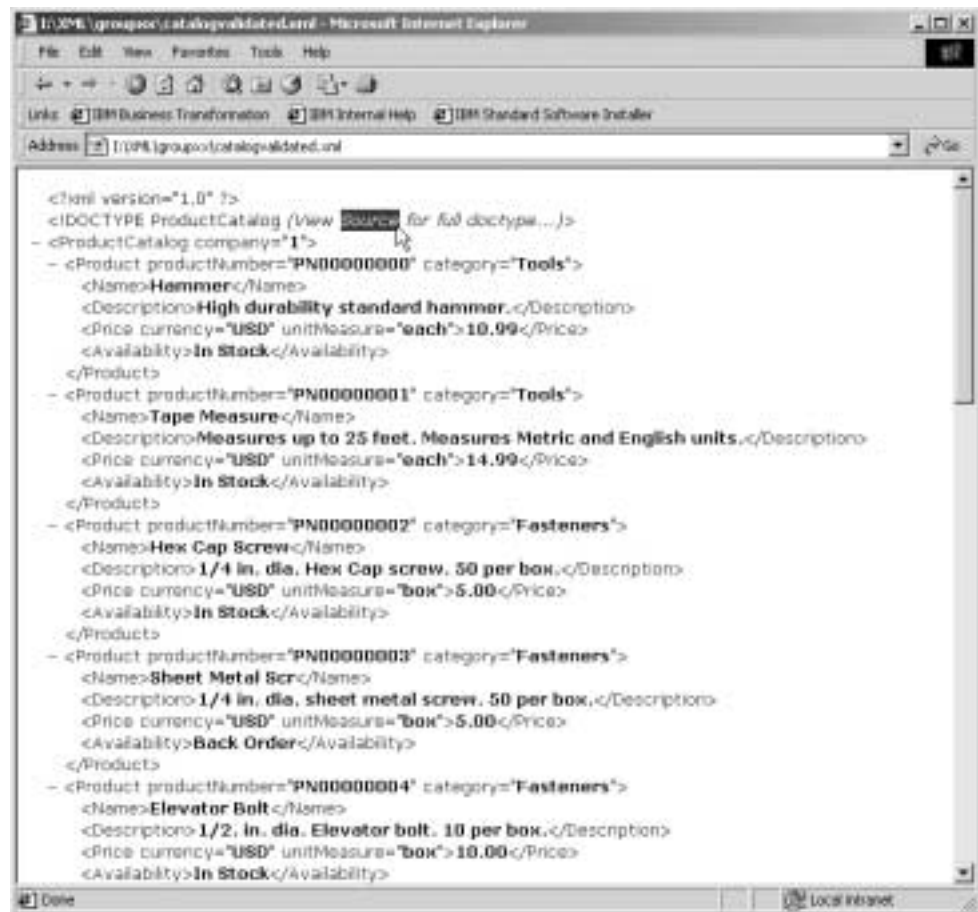 I:\XML\groupxx\catalogvalidated.xml - Microsoft Internet Explorer
File Edit View Favorites Tools Help
Links IBM Business Transformation IBM Internal Help IBM Standard Software Installer
Address I:\XML\groupxx\catalogvalidated.xml Go
<?xml version="1.0" ?>
<!DOCTYPE ProductCatalog (View Source for full doctype...)>
- <ProductCatalog company="1">
- <Product productNumber="PN00000000" category="Tools">
<Name>Hammer</Name>
<Description>High durability standard hammer.</Description>
<Price currency="USD" unitMeasure="each">10.99</Price>
<Availability>In Stock</Availability>
</Product>
- <Product productNumber="PN00000001" category="Tools">
<Name>Tape Measure</Name>
<Description>Measures up to 25 feet. Measures Metric and English units.</Description>
<Price currency="USD" unitMeasure="each">14.99</Price>
<Availability>In Stock</Availability>
</Product>
- <Product productNumber="PN00000002" category="Fasteners">
<Name>Hex Cap Screw</Name>
<Description>1/4 in. dia. Hex Cap screw. 50 per box.</Description>
<Price currency="USD" unitMeasure="box">5.00</Price>
<Availability>In Stock</Availability>
</Product>
- <Product productNumber="PN00000003" category="Fasteners">
<Name>Sheet Metal Scr</Name>
<Description>1/4 in. dia. sheet metal screw. 50 per box.</Description>
<Price currency="USD" unitMeasure="box">5.00</Price>
<Availability>Back Order</Availability>
</Product>
- <Product productNumber="PN00000004" category="Fasteners">
<Name>Elevator Bolt</Name>
<Description>1/2. in. dia. Elevator bolt. 10 per box.</Description>
<Price currency="USD" unitMeasure="box">10.00</Price>
<Availability>In Stock</Availability>
Done Local intranet